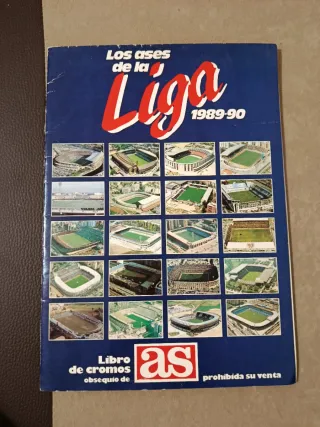 Los ases
de la
Liga
1989-90
Libro
de cromos
obsequio de
as
prohibida su venta